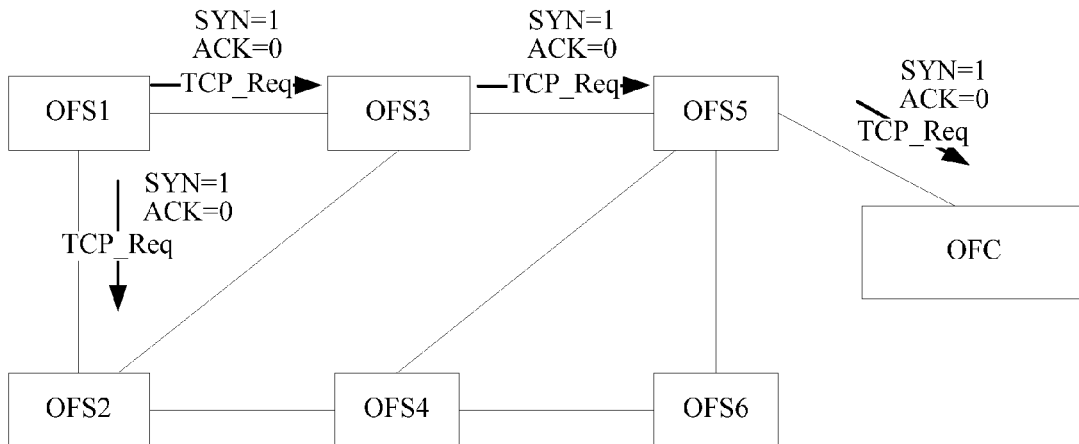 SYN=1
ACK=0
TCP_Req
SYN=1
ACK=0
TCP_Req
SYN=1
ACK=0
TCP_Req
OFS1
OFS3
OFS5
SYN=1
ACK=0
TCP_Req
OFC
OFS2
OFS4
OFS6